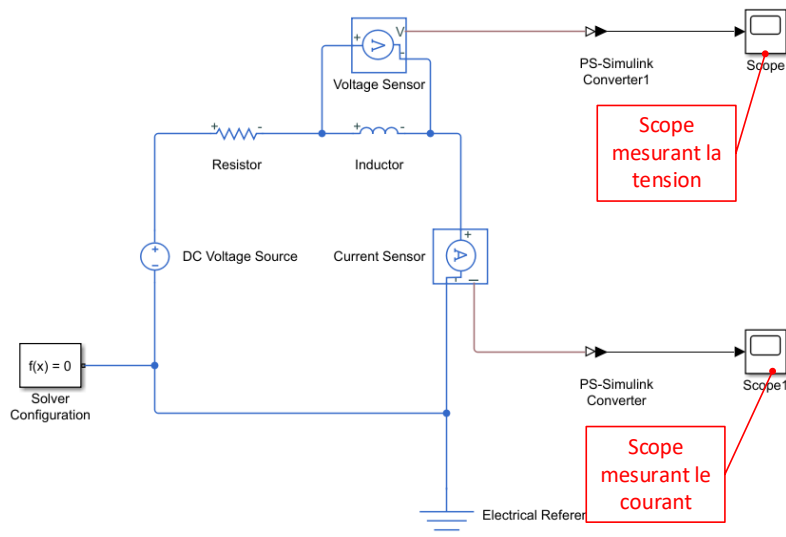 V
+
V
-
Voltage Sensor
PS-Simulink
Converter1
Scope
Scope
mesurant la
tension
+
-
Resistor
+
-
Inductor
+
-
DC Voltage Source
Current Sensor
+
A
-
I
f(x) = 0
Solver
Configuration
PS-Simulink
Converter
Scope1
Scope
mesurant le
courant
Electrical Referen